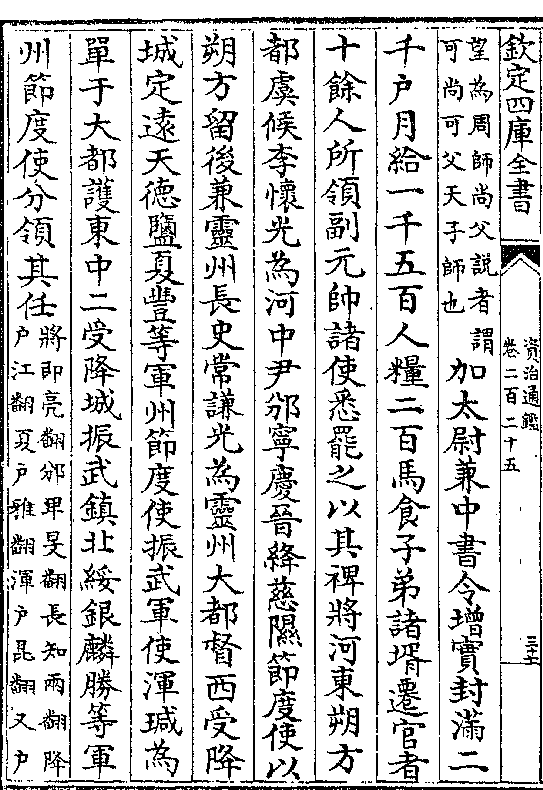 欽定四庫全書
資治通鑑
卷二百二十五
望為周師尚父説者謂
可尚可父天子師也
加太尉兼中書令增實封滿二
千户月給一千五百人糧二百馬食子弟諸壻遷官者
十餘人所領副元帥諸使悉罷之以其裨將河東朔方
都虞候李懷光為河中尹邠寧慶晉絳慈隰節度使以
朔方留後兼靈州長史常謙光為靈州大都督西受降
城定遠天德鹽夏豐等軍州節度使振武軍使渾瑊為
單于大都護東中二受降城振武鎮北綏銀麟勝等軍
州節度使分領其任
將即亮翻邠卑旻翻長知兩翻降
户江翻夏户雅翻渾户昆翻又户